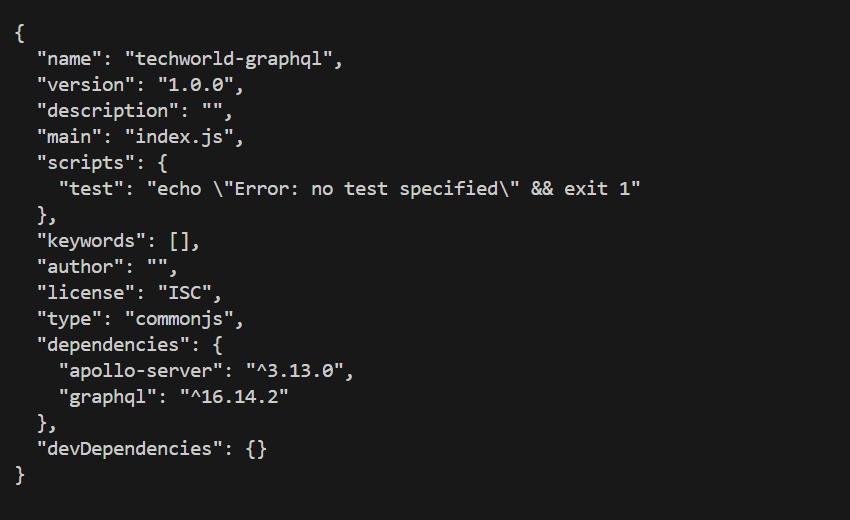 {
  "name": "techworld-graphql",
  "version": "1.0.0",
  "description": "",
  "main": "index.js",
  "scripts": {
    "test": "echo \"Error: no test specified\" && exit 1"
  },
  "keywords": [],
  "author": "",
  "license": "ISC",
  "type": "commonjs",
  "dependencies": {
    "apollo-server": "^3.13.0",
    "graphql": "^16.14.2"
  },
  "devDependencies": {}
}